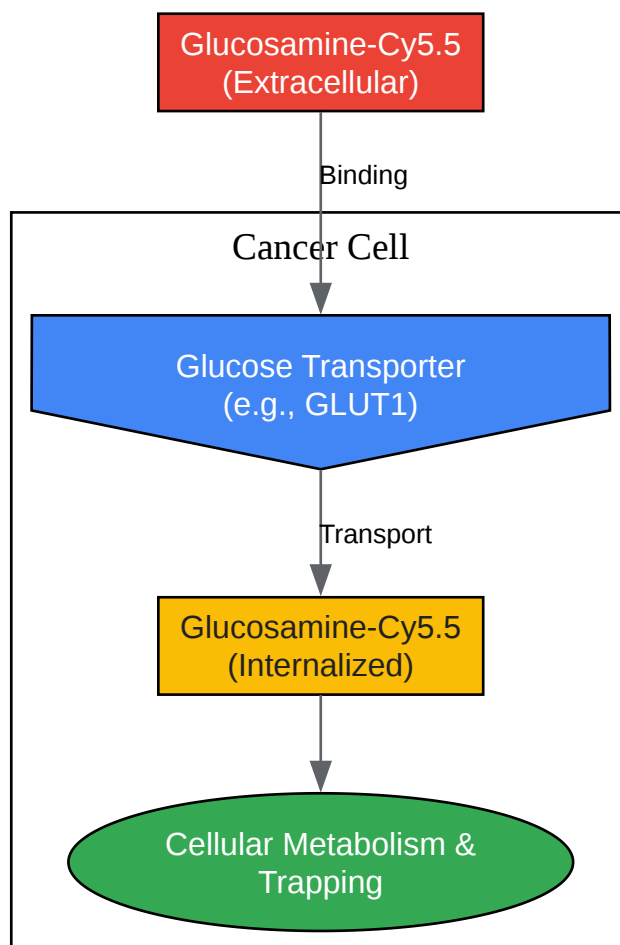 Glucosamine-Cy5.5
(Extracellular)
Binding
Cancer Cell
Glucose Transporter
(e.g., GLUT1)
Transport
Glucosamine-Cy5.5
(Internalized)
Cellular Metabolism &
Trapping